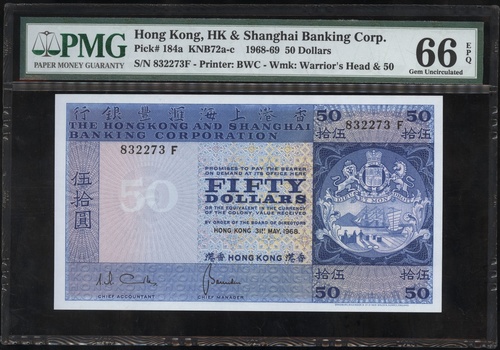 PMG
PAPER MONEY GUARANTY
Hong Kong, HK & Shanghai Banking Corp.
Pick# 184a KNB72a-c 1968-69 50 Dollars
S/N 832273F - Printer: BWC - Wmk: Warrior's Head & 50
66 EPQ
Gem Uncirculated
行銀豐滙海上港香
THE HONGKONG AND SHANGHAI
BANKING CORPORATION
832273 F
50 50
拾伍 拾伍
832273 F
伍拾圓
50
PROMISES TO PAY THE BEARER
ON DEMAND AT ITS OFFICE HERE
FIFTY
DOLLARS
OR THE EQUIVALENT IN THE CURRENCY
OF THE COLONY, VALUE RECEIVED
BY ORDER OF THE BOARD OF DIRECTORS
HONG KONG 31ST MAY, 1968.
港香 HONG KONG 港香
CHIEF ACCOUNTANT
CHIEF MANAGER
拾伍 拾伍
50 50